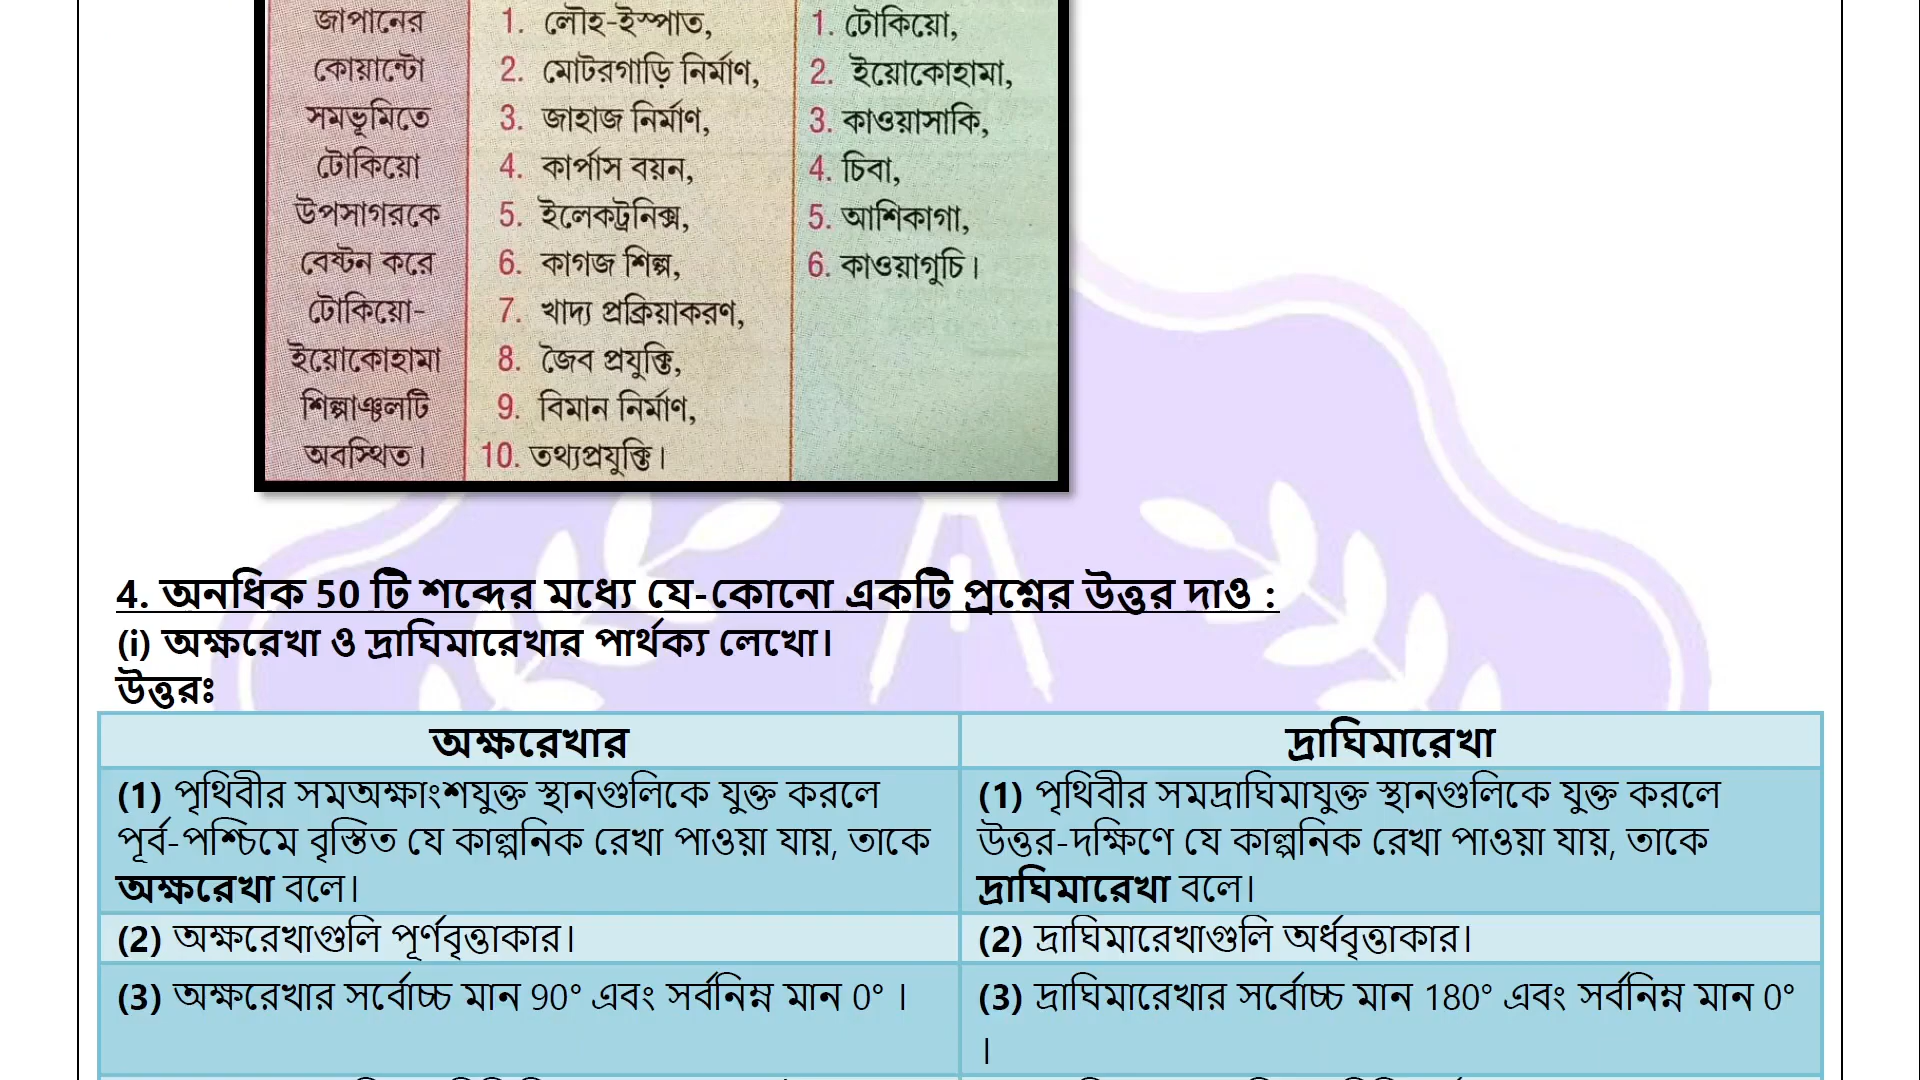 জাপানের
কোয়ান্টো
সমভূমিতে
টোকিয়ো
উপসাগরকে
বেষ্টন করে
টোকিয়ো-
ইয়োকোহামা
শিল্পাঞ্চলটি
অবস্থিত।
1. লৌহ-ইস্পাত,
2. মোটরগাড়ি নির্মাণ,
3. জাহাজ নির্মাণ,
4. কার্পাস বয়ন,
5. ইলেকট্রনিক্স,
6. কাগজ শিল্প,
7. খাদ্য প্রক্রিয়াকরণ,
8. জৈব প্রযুক্তি,
9. বিমান নির্মাণ,
10. তথ্যপ্রযুক্তি।
1. টোকিয়ো,
2. ইয়োকোহামা,
3. কাওয়াসাকি,
4. চিবা,
5. আশিকাগা,
6. কাওয়াগুচি।
4. অনধিক 50 টি শব্দের মধ্যে যে-কোনো একটি প্রশ্নের উত্তর দাও :
(i) অক্ষরেখা ও দ্রাঘিমারেখার পার্থক্য লেখো।
উত্তরঃ
অক্ষরেখার
(1) পৃথিবীর সমঅক্ষাংশযুক্ত স্থানগুলিকে যুক্ত করলে
পূর্ব-পশ্চিমে বৃস্তিত যে কাল্পনিক রেখা পাওয়া যায়, তাকে
অক্ষরেখা বলে।
(2) অক্ষরেখাগুলি পূর্ণবৃত্তাকার।
(3) অক্ষরেখার সর্বোচ্চ মান 90° এবং সর্বনিম্ন মান 0° ।
দ্রাঘিমারেখা
(1) পৃথিবীর সমদ্রাঘিমাযুক্ত স্থানগুলিকে যুক্ত করলে
উত্তর-দক্ষিণে যে কাল্পনিক রেখা পাওয়া যায়, তাকে
দ্রাঘিমারেখা বলে।
(2) দ্রাঘিমারেখাগুলি অর্ধবৃত্তাকার।
(3) দ্রাঘিমারেখার সর্বোচ্চ মান 180° এবং সর্বনিম্ন মান 0°
।